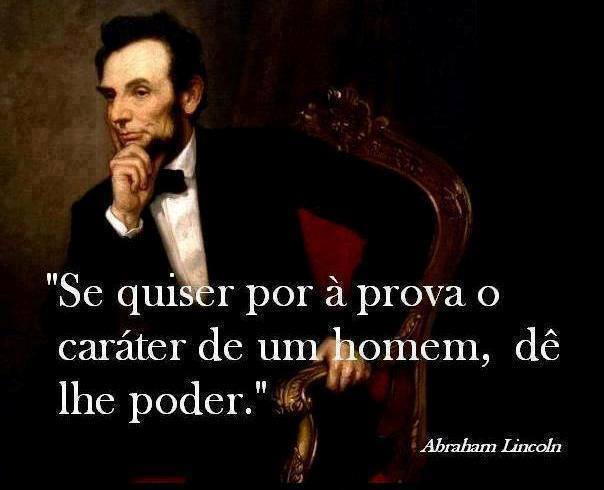 "Se quiser por à prova o
caráter de um homem, dê
lhe poder."
Abraham Lincoln